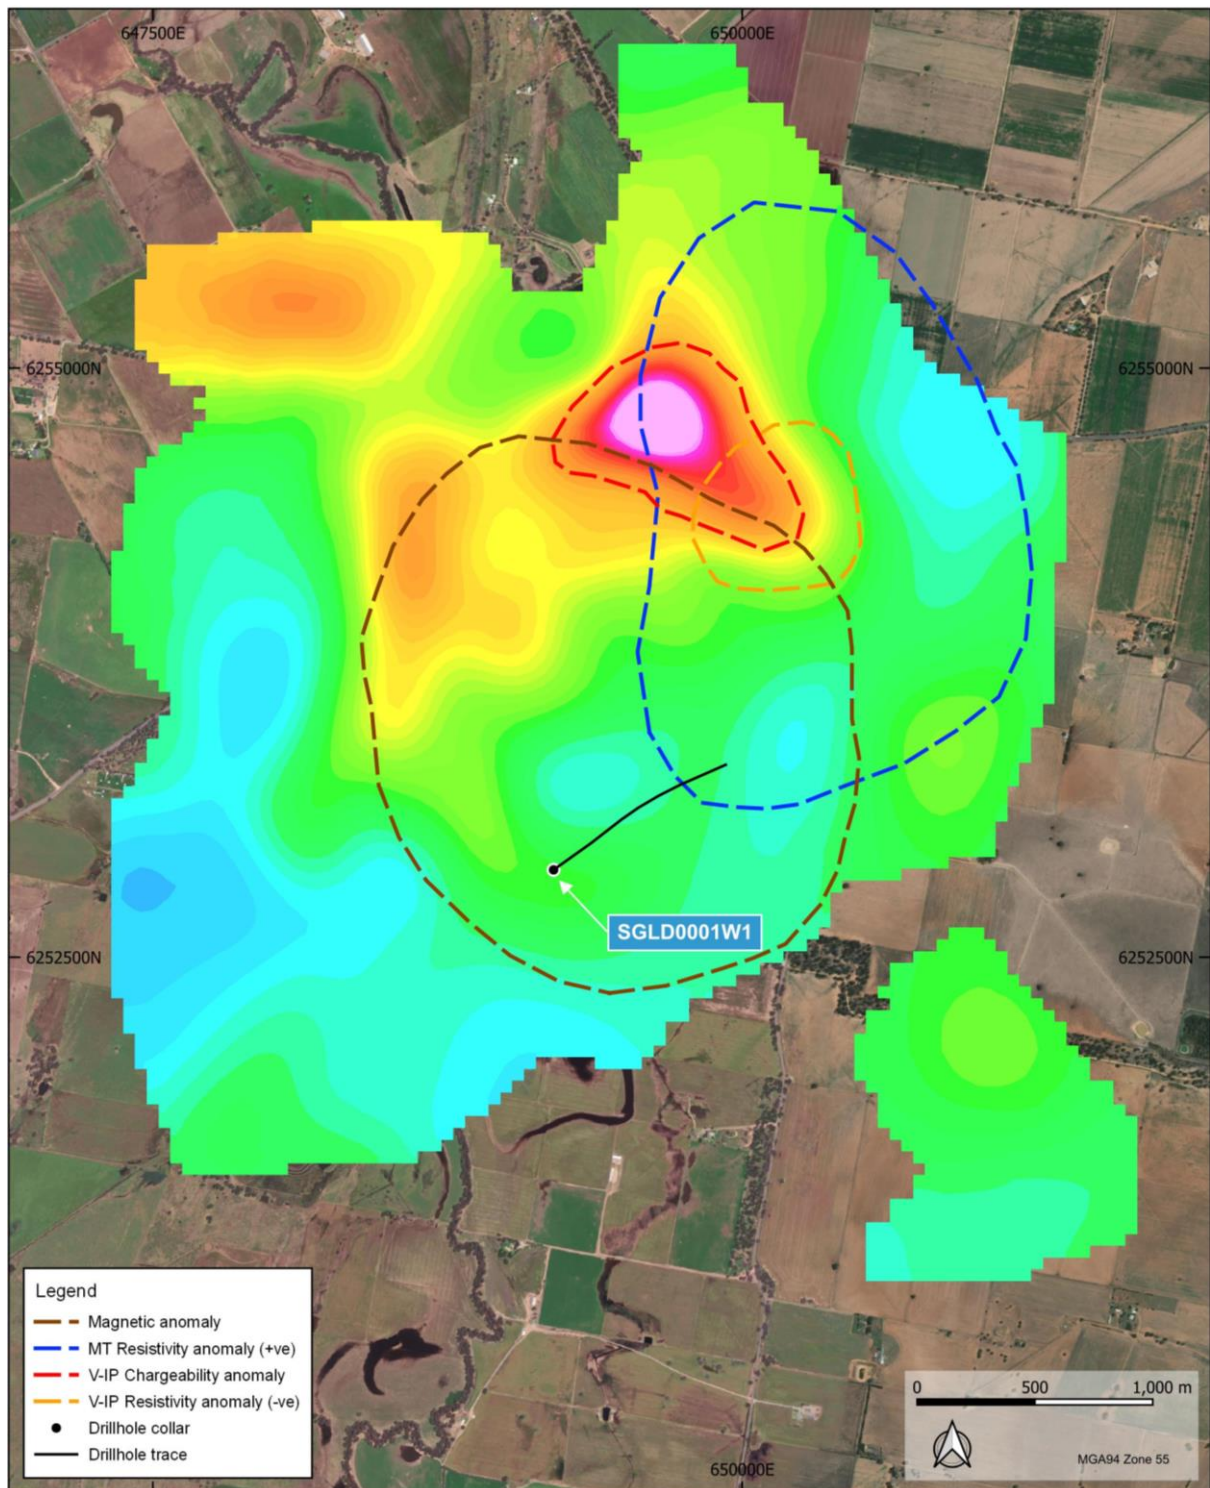 647500E
650000E
6255000N
6255000N
SGLD0001W1
6252500N
6252500N
Legend
Magnetic anomaly
MT Resistivity anomaly (+ve)
V-IP Chargeability anomaly
V-IP Resistivity anomaly (-ve)
Drillhole collar
Drillhole trace
0 500 1,000 m
MGA94 Zone 55
650000E